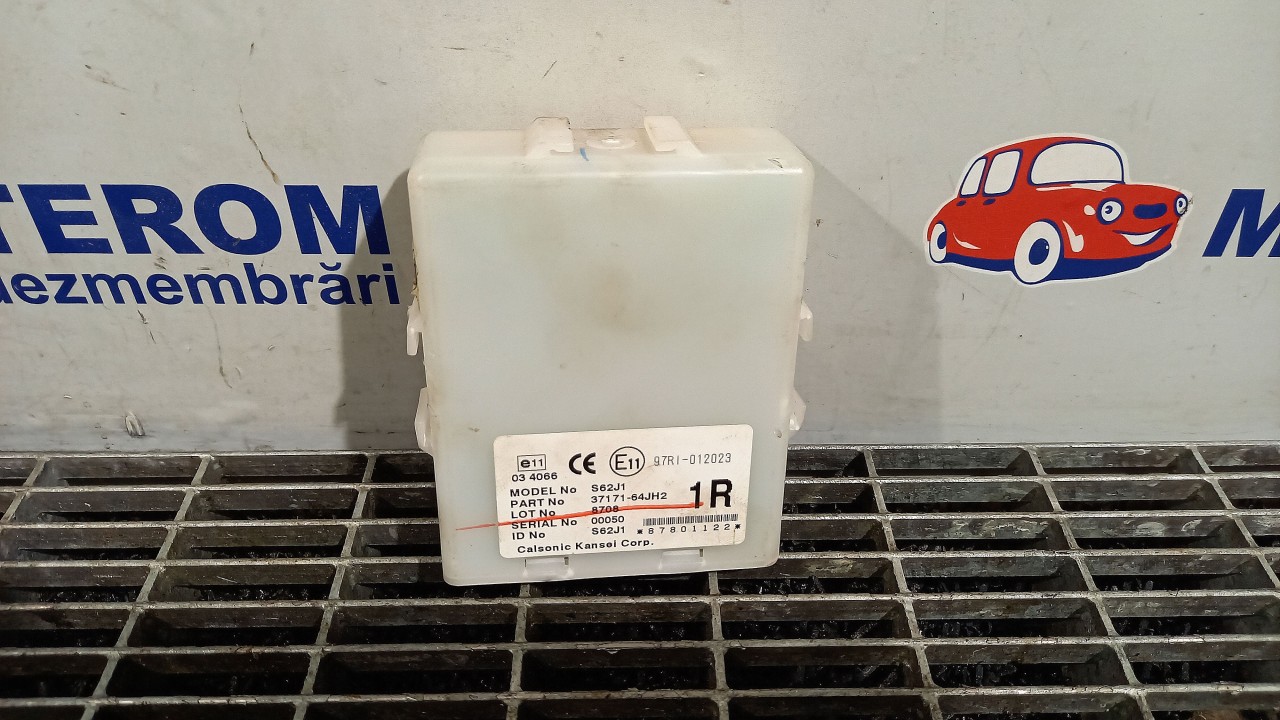 TEROM
dezmembrări
M
e11
03 4066
CE
E11
97RI-012023
MODEL No S62J1
PART No 37171-64JH2
1R
LOT No 8708
SERIAL No 00050
ID No S62J1
*87801122*
Calsonic Kansei Corp.